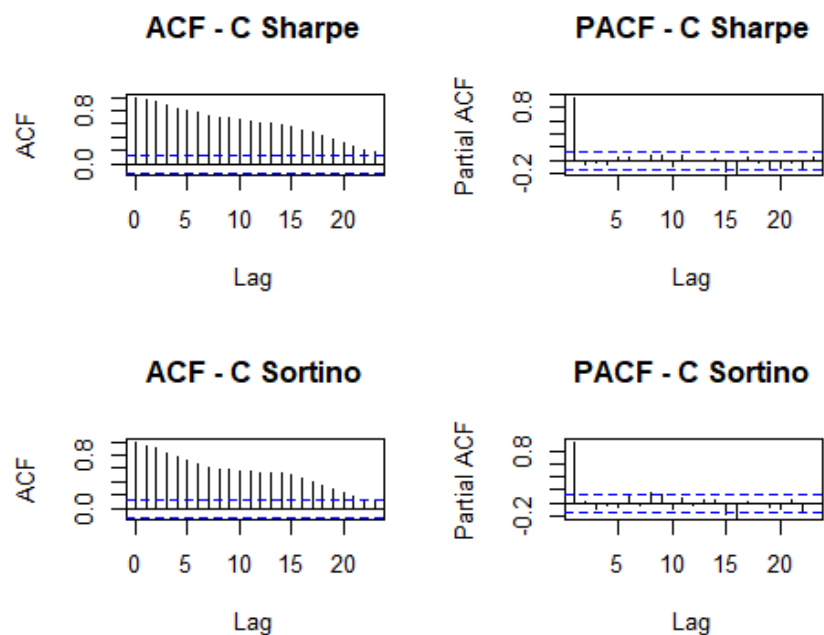 ACF - C Sharpe
ACF
0.8
0.0
0 5 10 15 20
Lag
PACF - C Sharpe
Partial ACF
0.8
-0.2
5 10 15 20
Lag
ACF - C Sortino
ACF
0.8
0.0
0 5 10 15 20
Lag
PACF - C Sortino
Partial ACF
0.8
-0.2
5 10 15 20
Lag